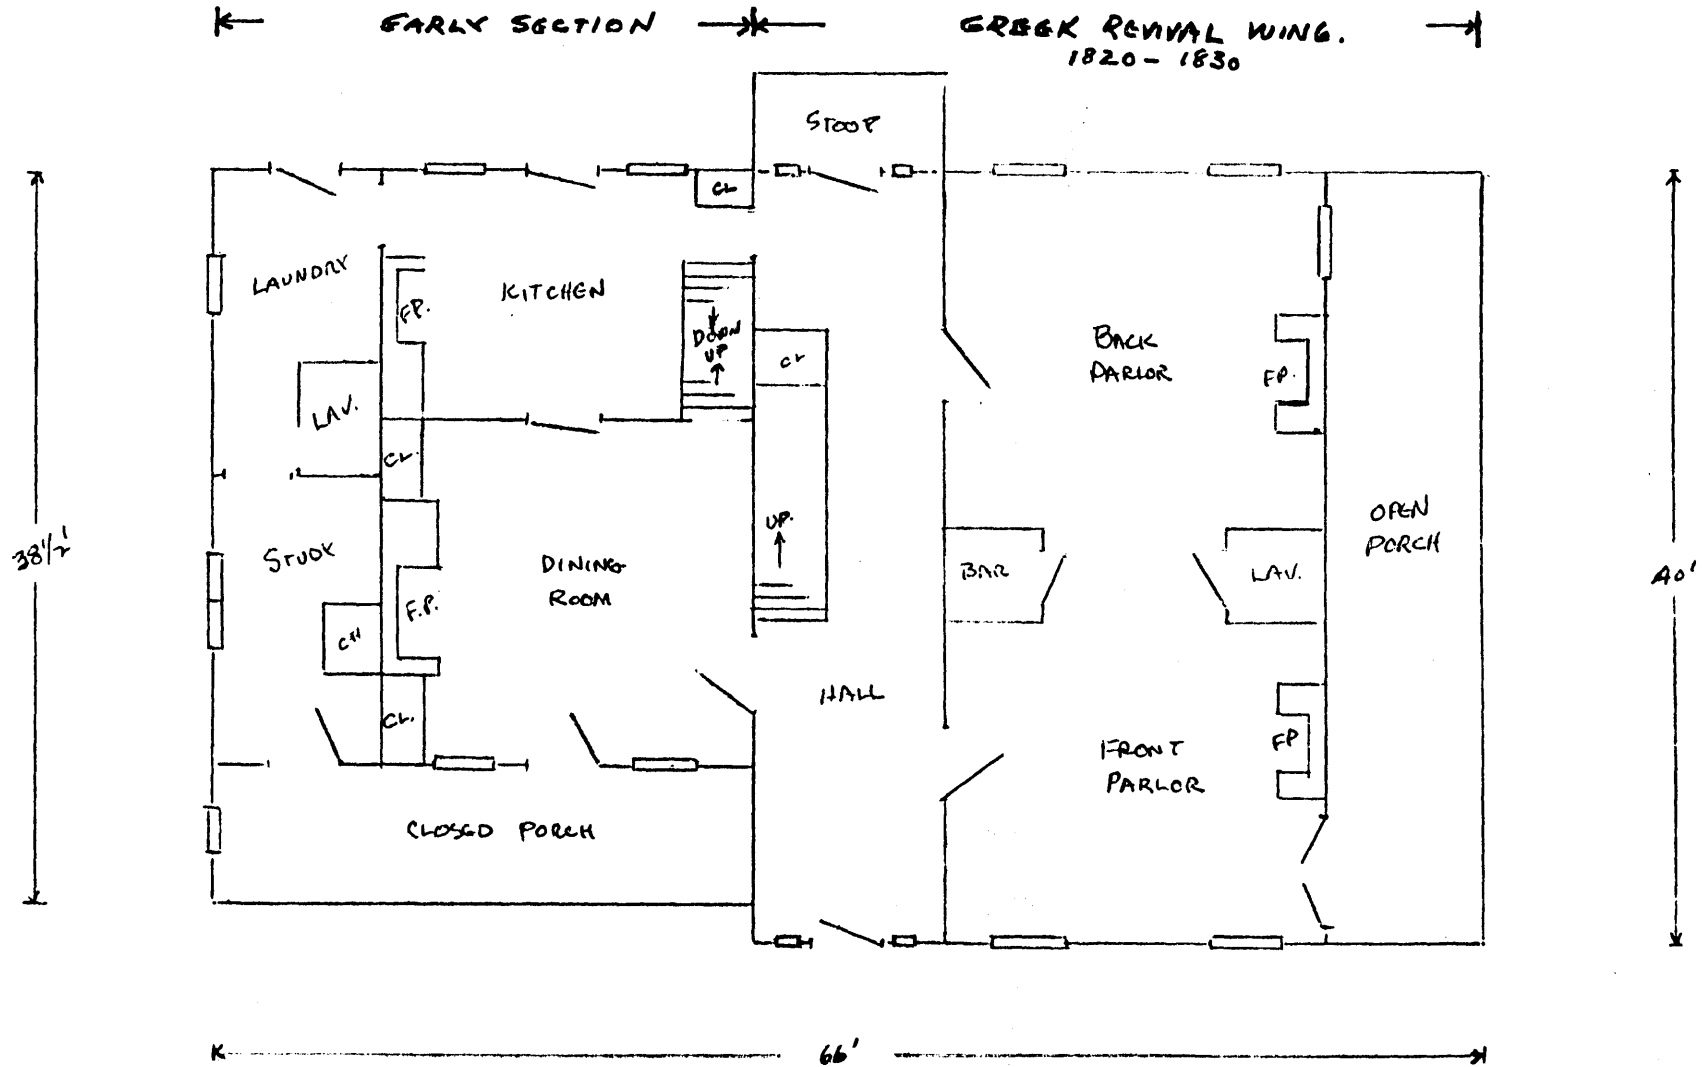 EARLY SECTION
GREEK REVIVAL WING.
1820 - 1830
STOOP
CL
LAUNDRY
KITCHEN
FP.
DOWN
UP
CL
BACK
PARLOR
FP.
LAV.
CL.
UP.
OPEN
PORCH
38 1/2'
STUDY
DINING
ROOM
BAR
LAV.
40'
F.P.
CH
HALL
CL.
FRONT
PARLOR
FP
CLOSED PORCH
66'